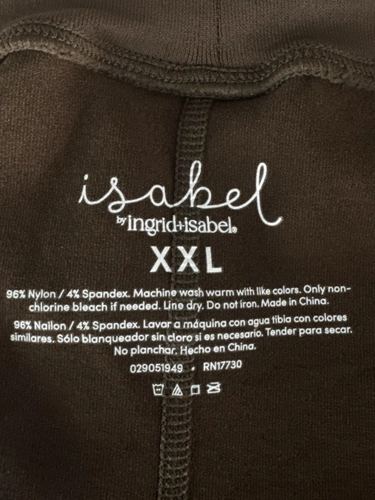 isabel
by ingrid+isabel®
XXL
96% Nylon / 4% Spandex. Machine wash warm with like colors. Only non-
chlorine bleach if needed. Line dry. Do not iron. Made in China.
96% Nailon / 4% Spandex. Lavar a máquina con agua tibia con colores
similares. Sólo blanqueador sin cloro si es necesario. Tender para secar.
No planchar. Hecho en China.
029051949 • RN17730